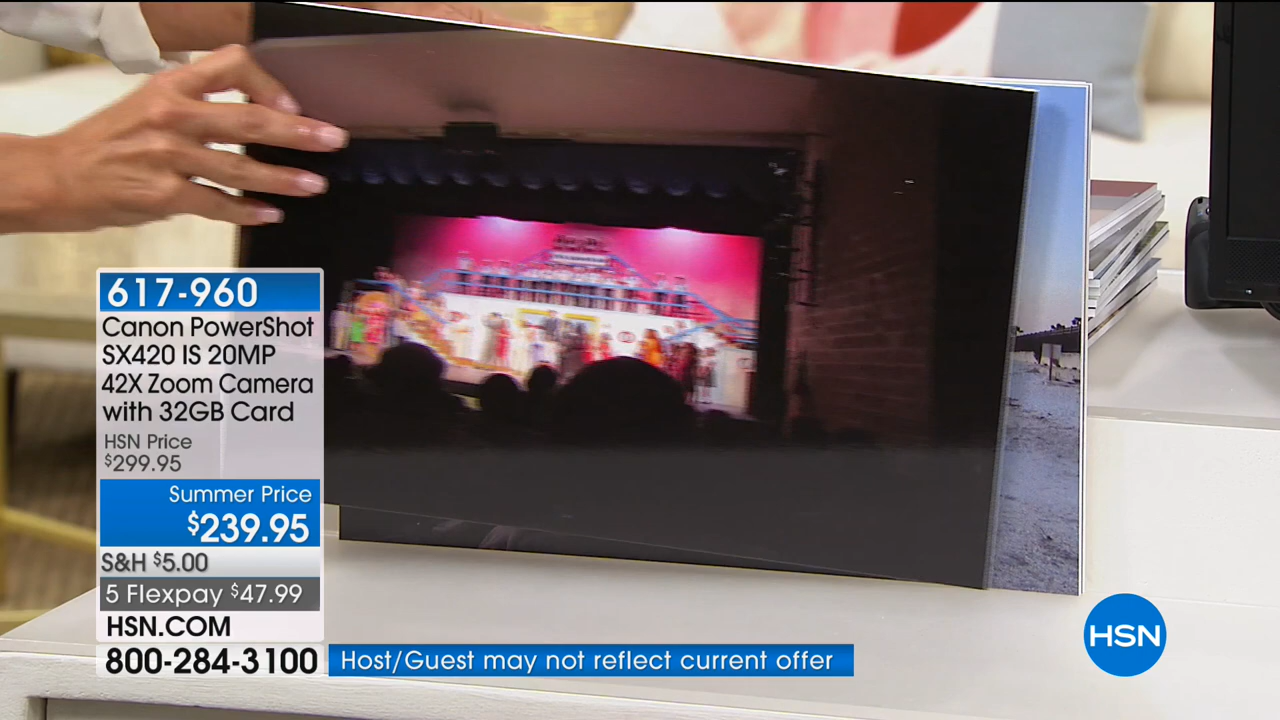 617-960
Canon PowerShot
SX420 IS 20MP
42X Zoom Camera
with 32GB Card
HSN Price
$299.95
Summer Price
$239.95
S&H $5.00
5 Flexpay $47.99
HSN.COM
800-284-3100
Host/Guest may not reflect current offer
HSN